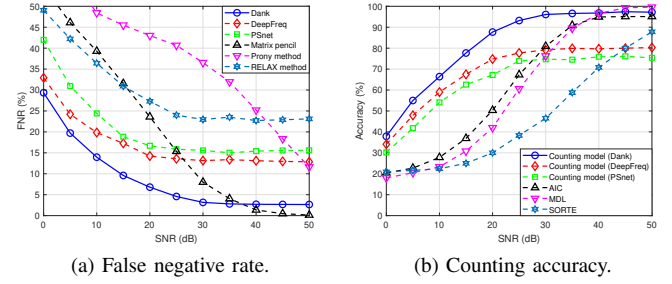 50
45
40
35
30
25
20
15
10
5
0
FNR (%)
0 10 20 30 40 50
SNR (dB)
Dank
DeepFreq
PSnet
Matrix pencil
Prony method
RELAX method
(a) False negative rate.
100
90
80
70
60
50
40
30
20
10
0
Accuracy (%)
0 10 20 30 40 50
SNR (dB)
Counting model (Dank)
Counting model (DeepFreq)
Counting model (PSnet)
AIC
MDL
SORTE
(b) Counting accuracy.